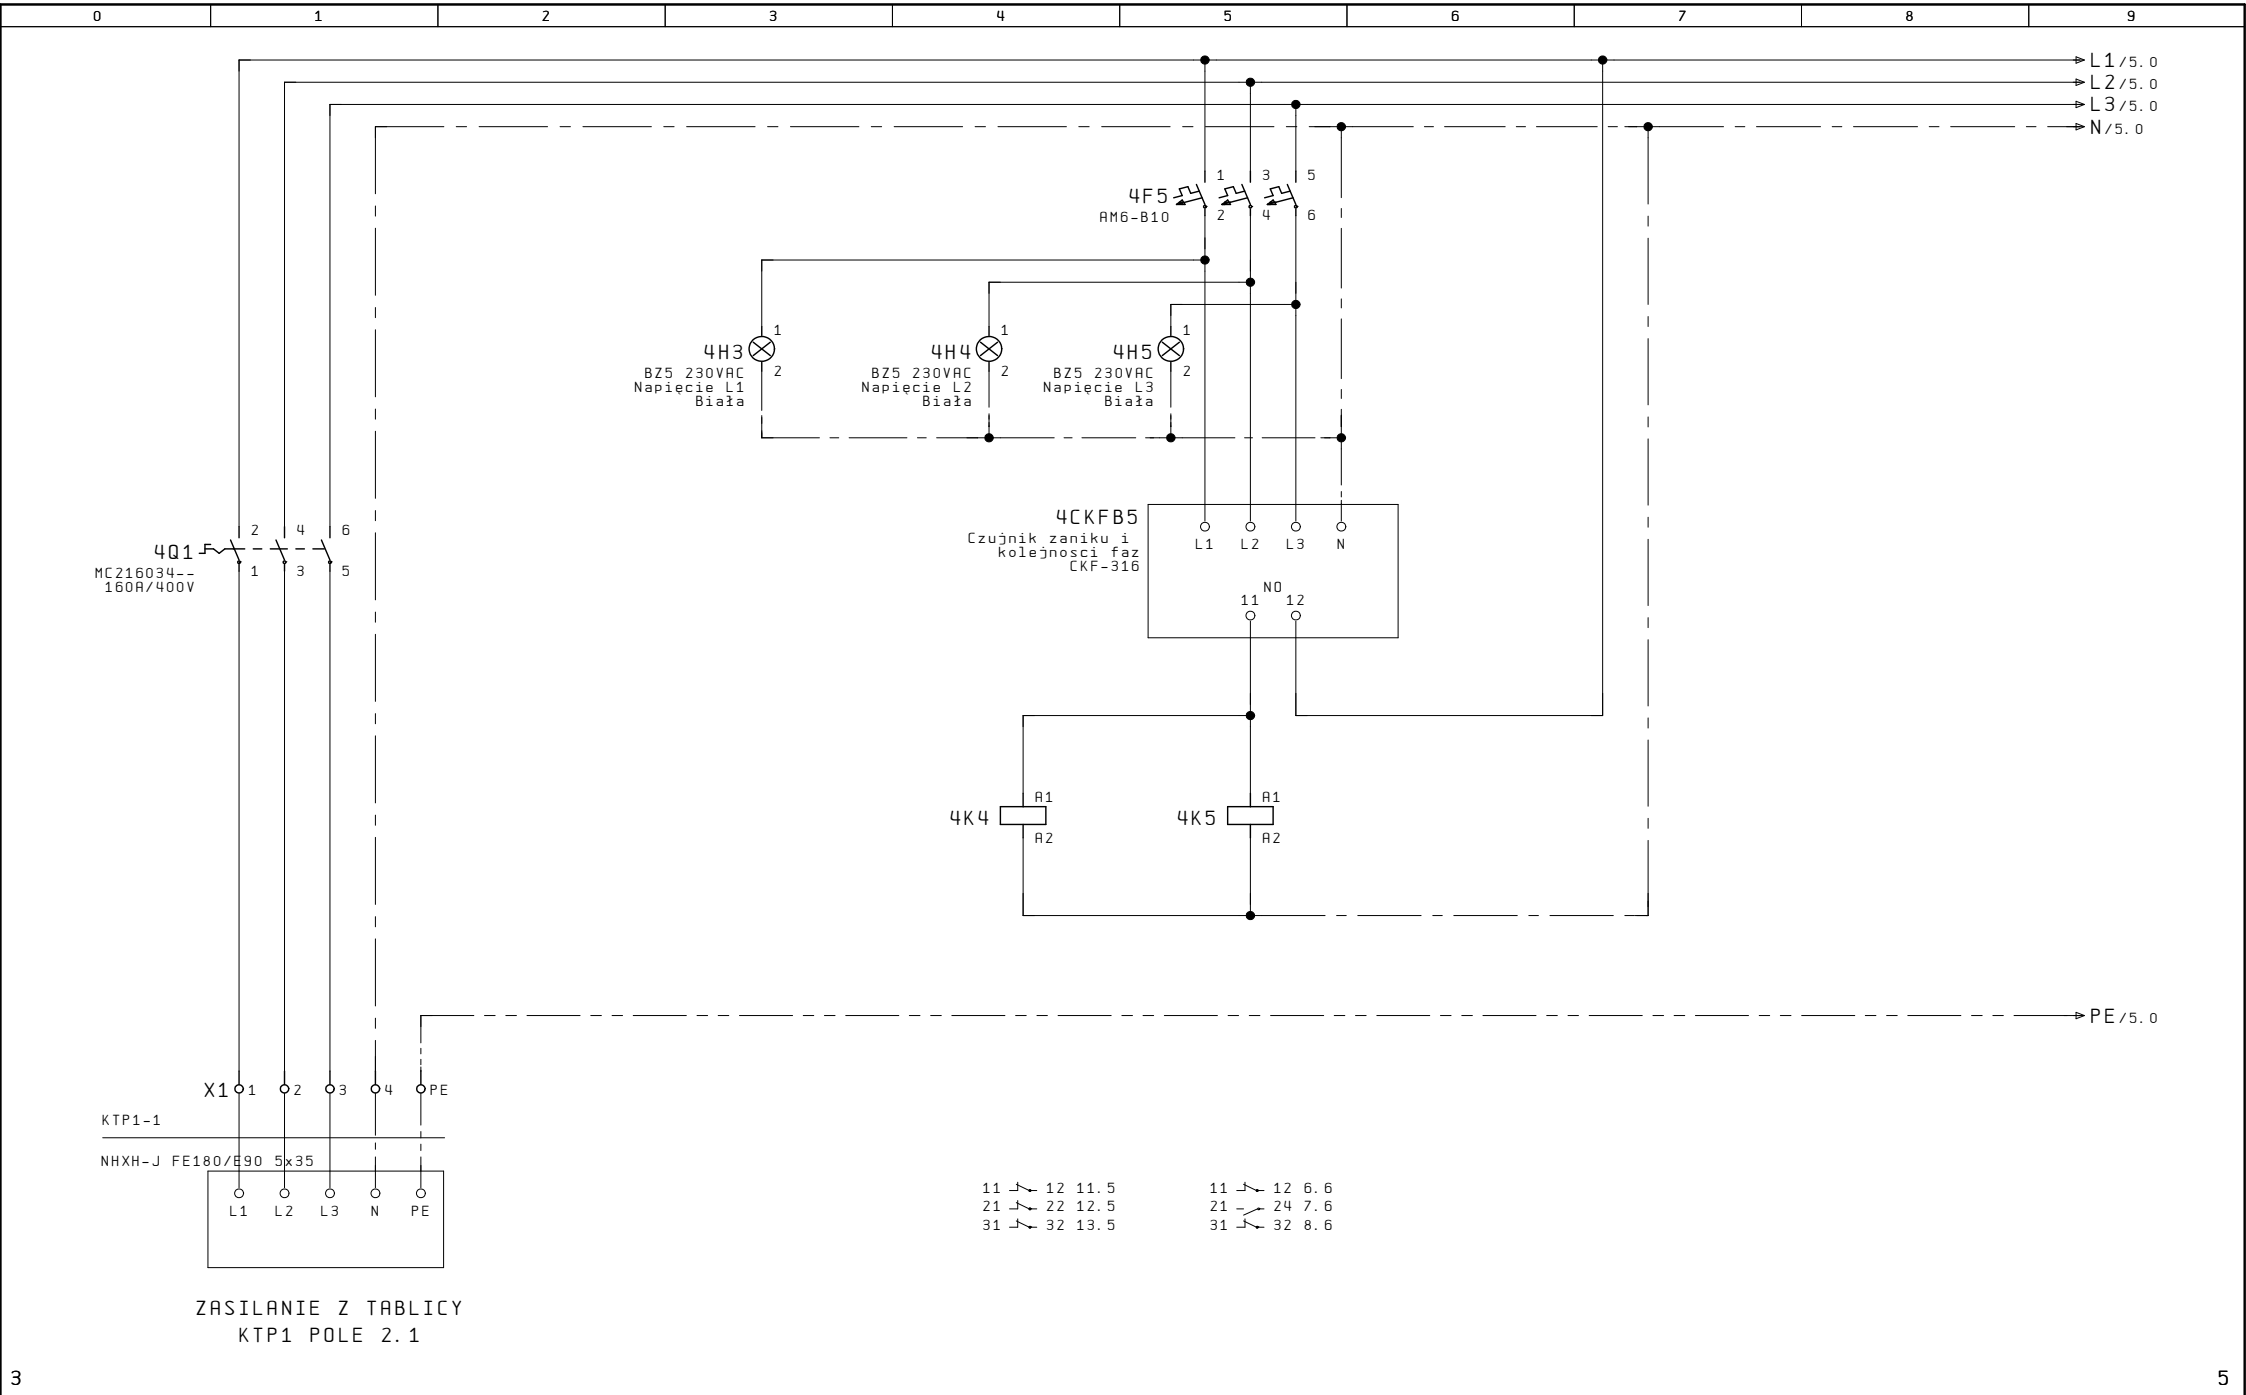 0 1 2 3 4 5 6 7 8 9
L1/5.0
L2/5.0
L3/5.0
N/5.0
1 3 5
4F5
AM6-B10
2 4 6
1 1 1
4H3 4H4 4H5
2 2 2
BZ5 230VAC BZ5 230VAC BZ5 230VAC
Napięcie L1 Napięcie L2 Napięcie L3
Biała Biała Biała
2 4 6
4Q1
1 3 5
MC216034--
160A/400V
4CKFB5
Czujnik zaniku i
kolejnosci faz
CKF-316
L1 L2 L3 N
NO
11 12
A1 A1
4K4 4K5
A2 A2
PE/5.0
X1 1 2 3 4 PE
KTP1-1
NHXH-J FE180/E90 5x35
L1 L2 L3 N PE
11 12 11.5 11 12 6.6
21 22 12.5 21 24 7.6
31 32 13.5 31 32 8.6
ZASILANIE Z TABLICY
KTP1 POLE 2.1
3 5